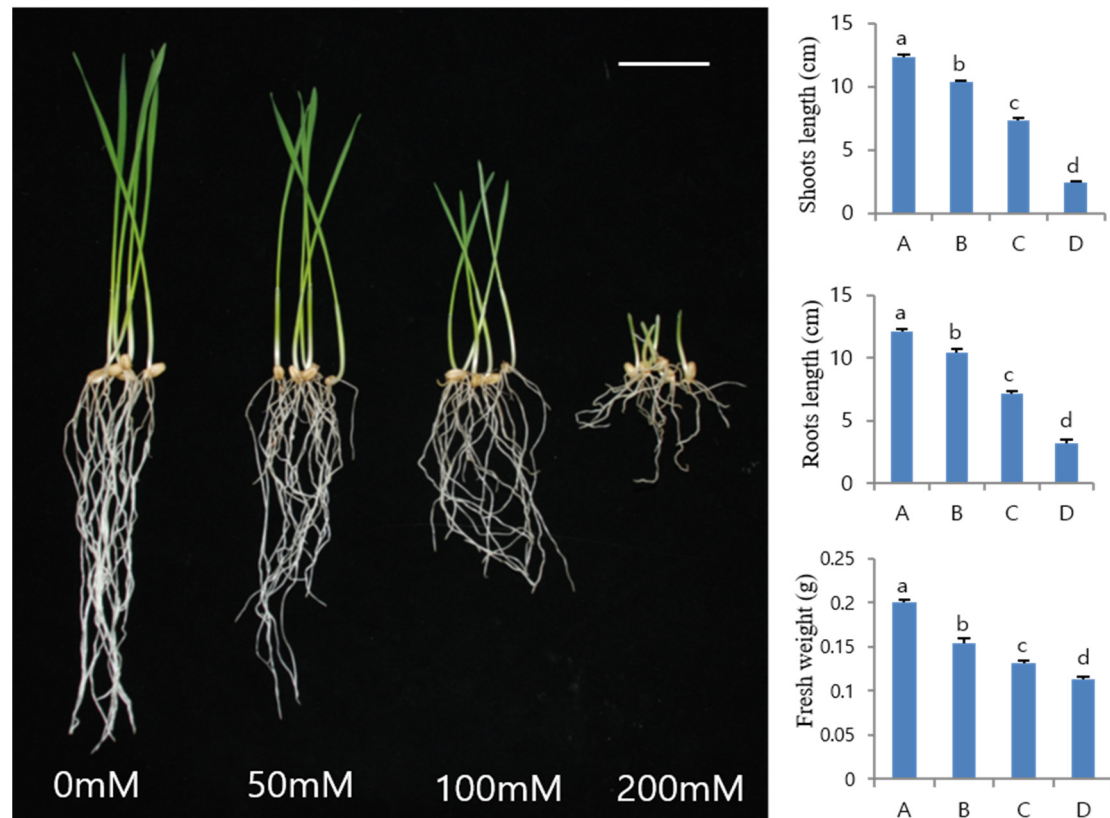 0mM 50mM 100mM 200mM
Shoots length (cm)
15
10
5
0
a b c d
A B C D
Roots length (cm)
15
10
5
0
a b c d
A B C D
Fresh weight (g)
0.25
0.2
0.15
0.1
0.05
0
a b c d
A B C D